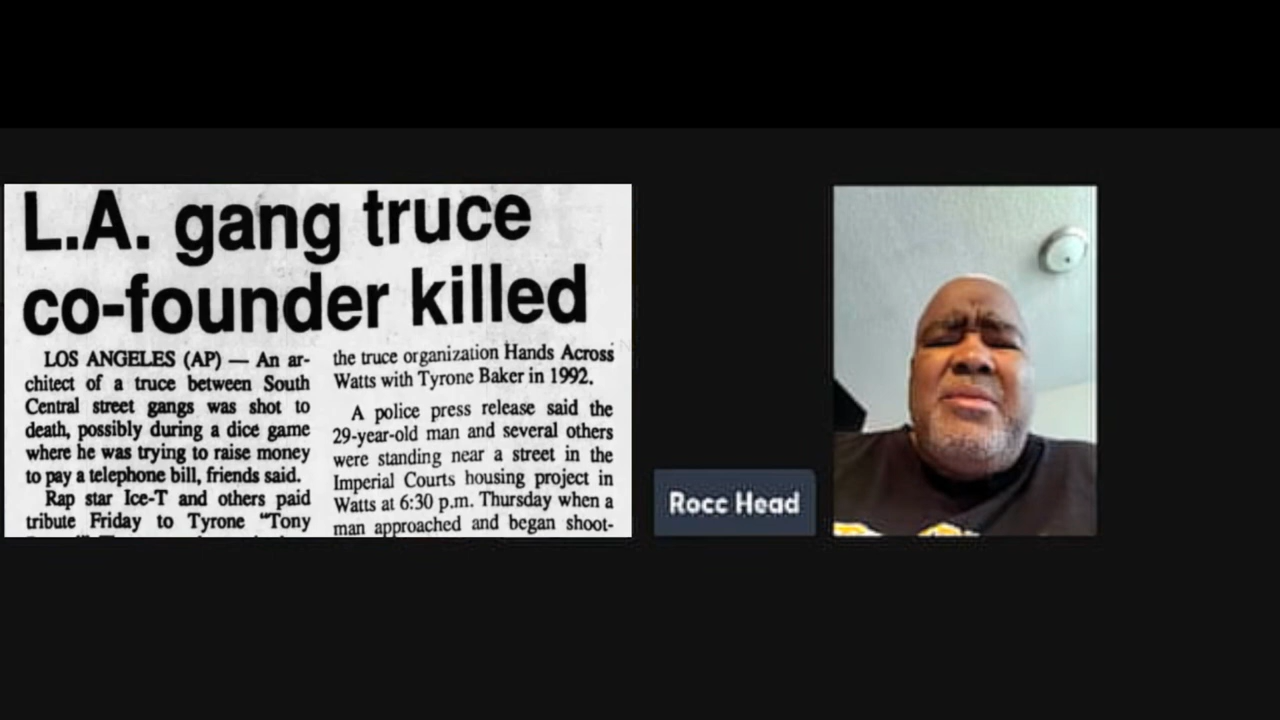 L.A. gang truce
co-founder killed
LOS ANGELES (AP) — An ar-
chitect of a truce between South
Central street gangs was shot to
death, possibly during a dice game
where he was trying to raise money
to pay a telephone bill, friends said.
Rap star Ice-T and others paid
tribute Friday to Tyrone “Tony
the truce organization Hands Across
Watts with Tyrone Baker in 1992.
A police press release said the
29-year-old man and several others
were standing near a street in the
Imperial Courts housing project in
Watts at 6:30 p.m. Thursday when a
man approached and began shoot-
Rocc Head